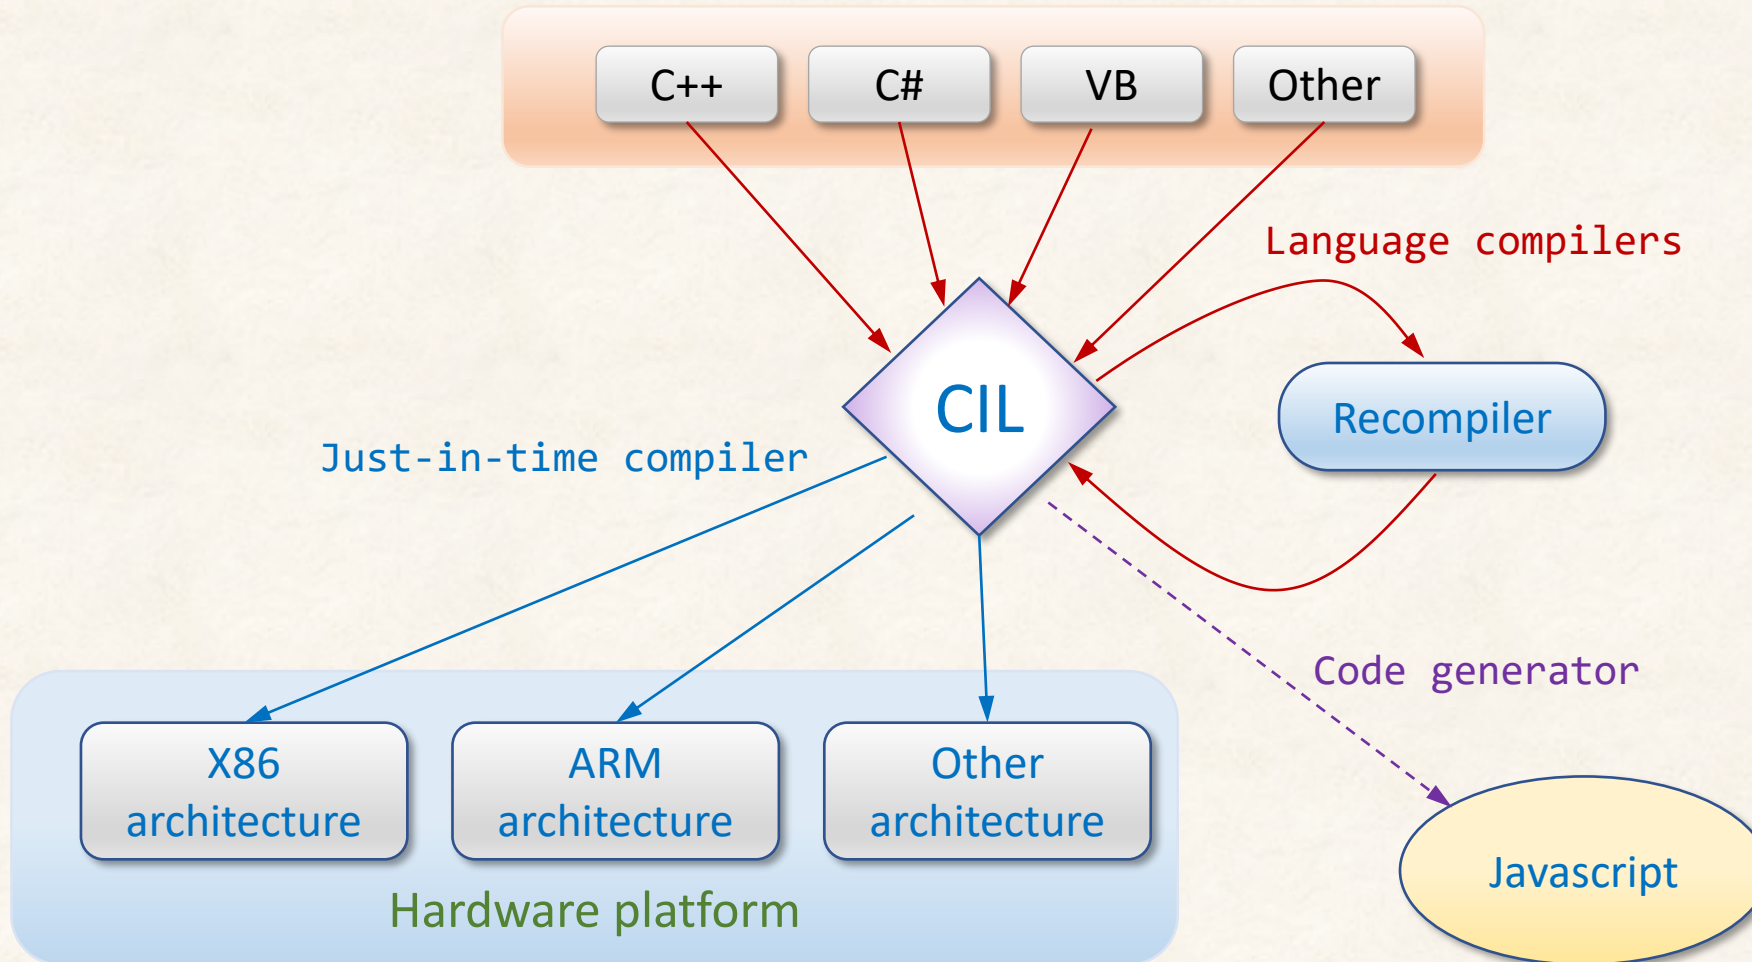 C++
C#
VB
Other
Language compilers
CIL
Recompiler
Just-in-time compiler
Code generator
X86
architecture
ARM
architecture
Other
architecture
Hardware platform
Javascript